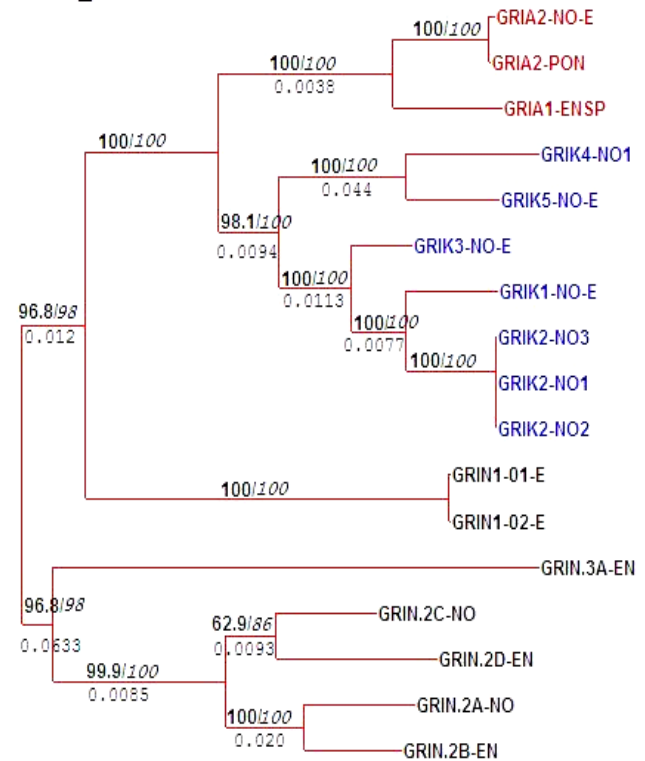 GRIA2-NO-E
100/100
GRIA2-PON
100/100
0.0038
GRIA1-ENSP
100/100
GRIK4-NO1
100/100
0.044
GRIK5-NO-E
98.1/100
0.0094
GRIK3-NO-E
100/100
0.0113
GRIK1-NO-E
100/100
0.0077
GRIK2-NO3
100/100
GRIK2-NO1
GRIK2-NO2
96.8/98
0.012
GRIN1-01-E
100/100
GRIN1-02-E
GRIN.3A-EN
96.8/98
0.0633
GRIN.2C-NO
62.9/86
0.0093
GRIN.2D-EN
99.9/100
0.0085
GRIN.2A-NO
100/100
0.020
GRIN.2B-EN